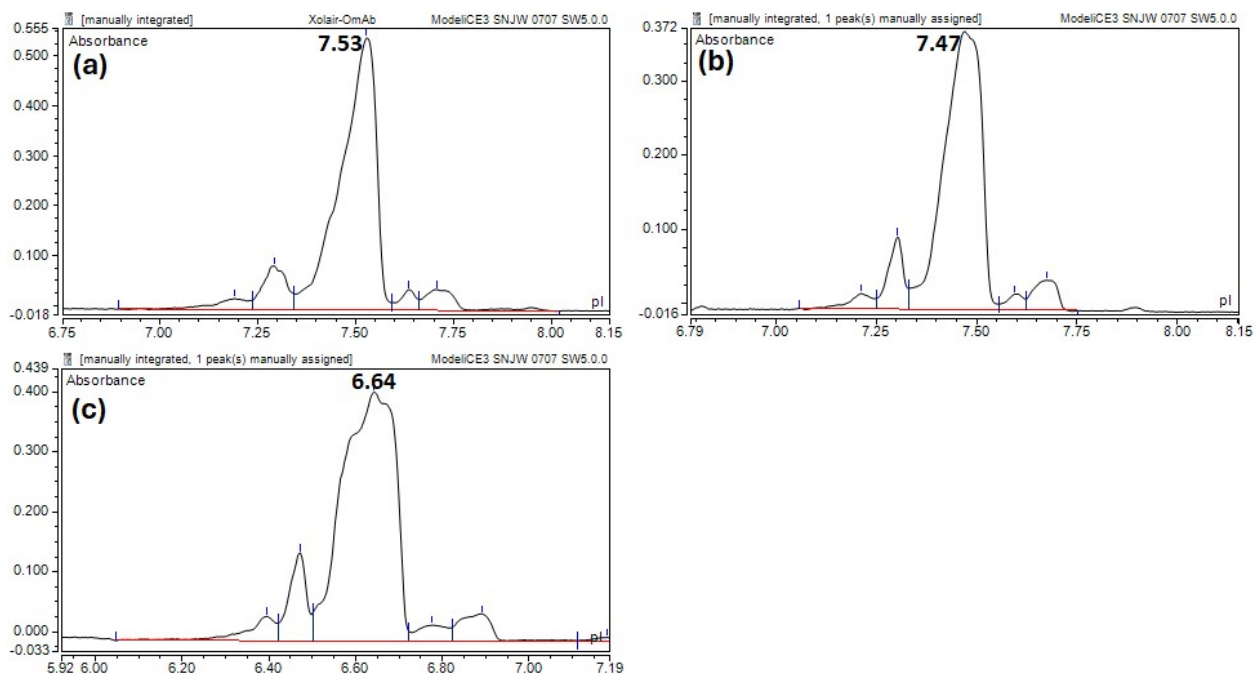 [manually integrated] Xolair-OmAb ModeliCE3 SNJW 0707 SW5.0.0
0.555
Absorbance
7.53
(a)
0.500
0.400
0.300
0.200
0.100
-0.018
pI
6.75 7.00 7.25 7.50 7.75 8.00 8.15
[manually integrated, 1 peak(s) manually assigned] ModeliCE3 SNJW 0707 SW5.0.0
0.372
Absorbance
7.47
(b)
0.300
0.200
0.100
-0.016
pI
6.79 7.00 7.25 7.50 7.75 8.00 8.15
[manually integrated, 1 peak(s) manually assigned] ModeliCE3 SNJW 0707 SW5.0.0
0.439
Absorbance
6.64
0.400
(c)
0.300
0.200
0.100
0.000
-0.033
5.92 6.00 6.20 6.40 6.60 6.80 7.00 7.19